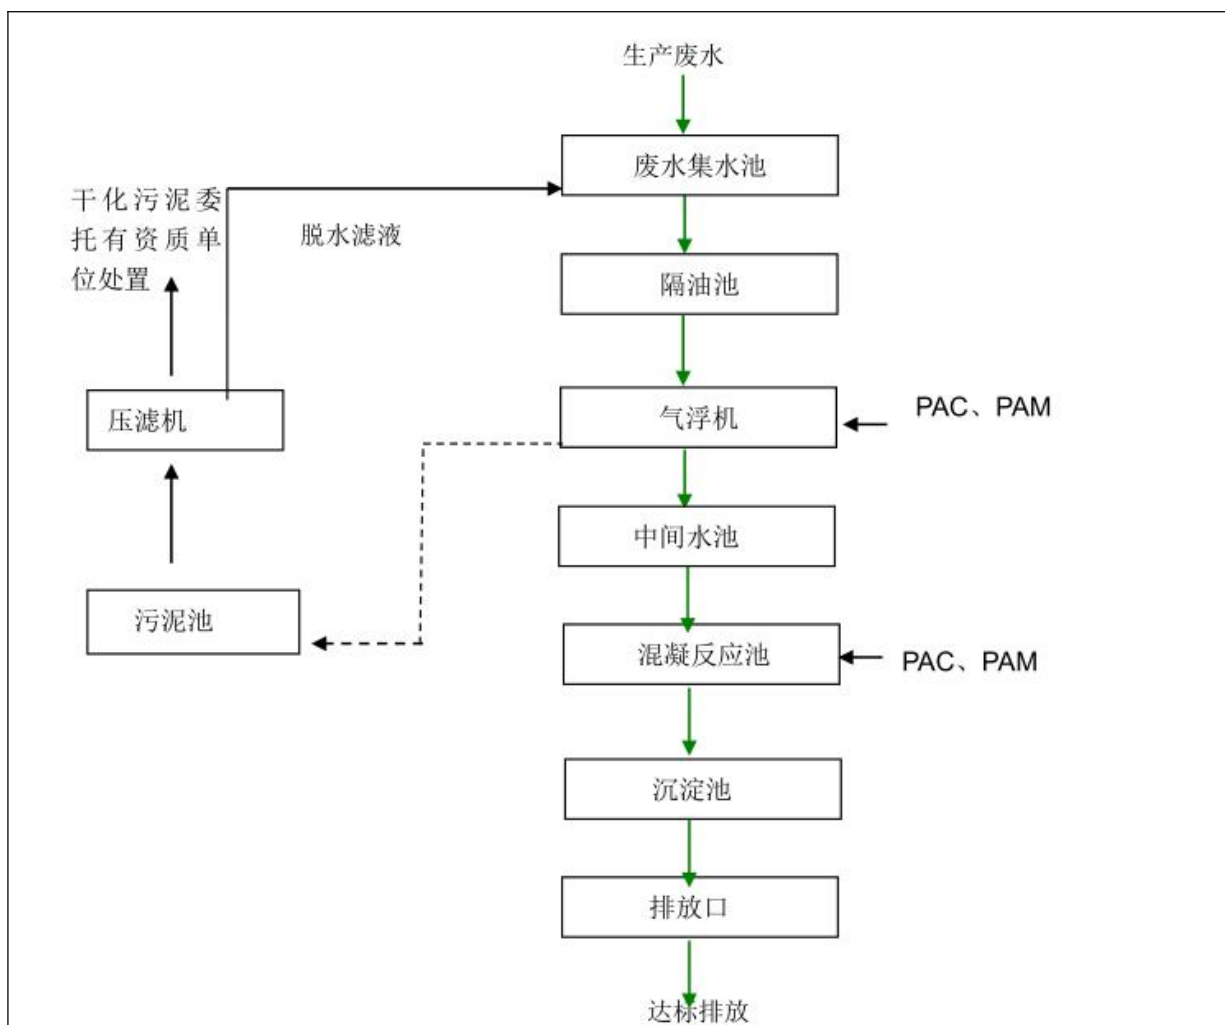 生产废水
废水集水池
干化污泥委
托有资质单
位处置
脱水滤液
隔油池
压滤机
气浮机
PAC、PAM
中间水池
污泥池
混凝反应池
PAC、PAM
沉淀池
排放口
达标排放